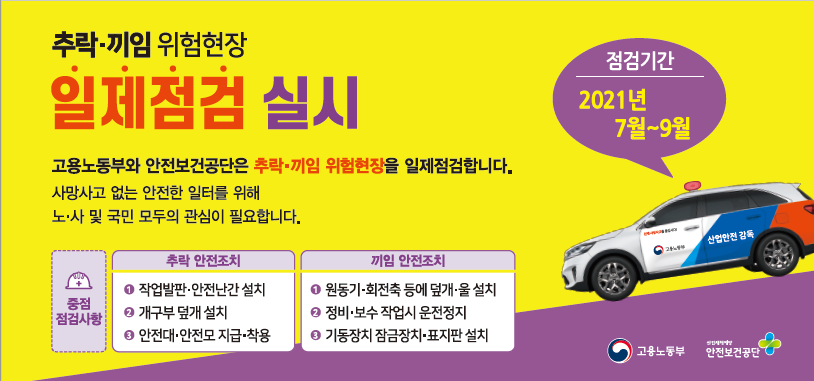 추락·끼임 위험현장
일제점검 실시
점검기간
2021년
7월~9월
고용노동부와 안전보건공단은 추락·끼임 위험현장을 일제점검합니다.
사망사고 없는 안전한 일터를 위해
노·사 및 국민 모두의 관심이 필요합니다.
중점
점검사항
추락 안전조치
❶ 작업발판·안전난간 설치
❷ 개구부 덮개 설치
❸ 안전대·안전모 지급·착용
끼임 안전조치
❶ 원동기·회전축 등에 덮개·울 설치
❷ 정비·보수 작업시 운전정지
❸ 기동장치 잠금장치·표지판 설치
고용노동부
산업안전 감독
고용노동부
산업재해예방
안전보건공단